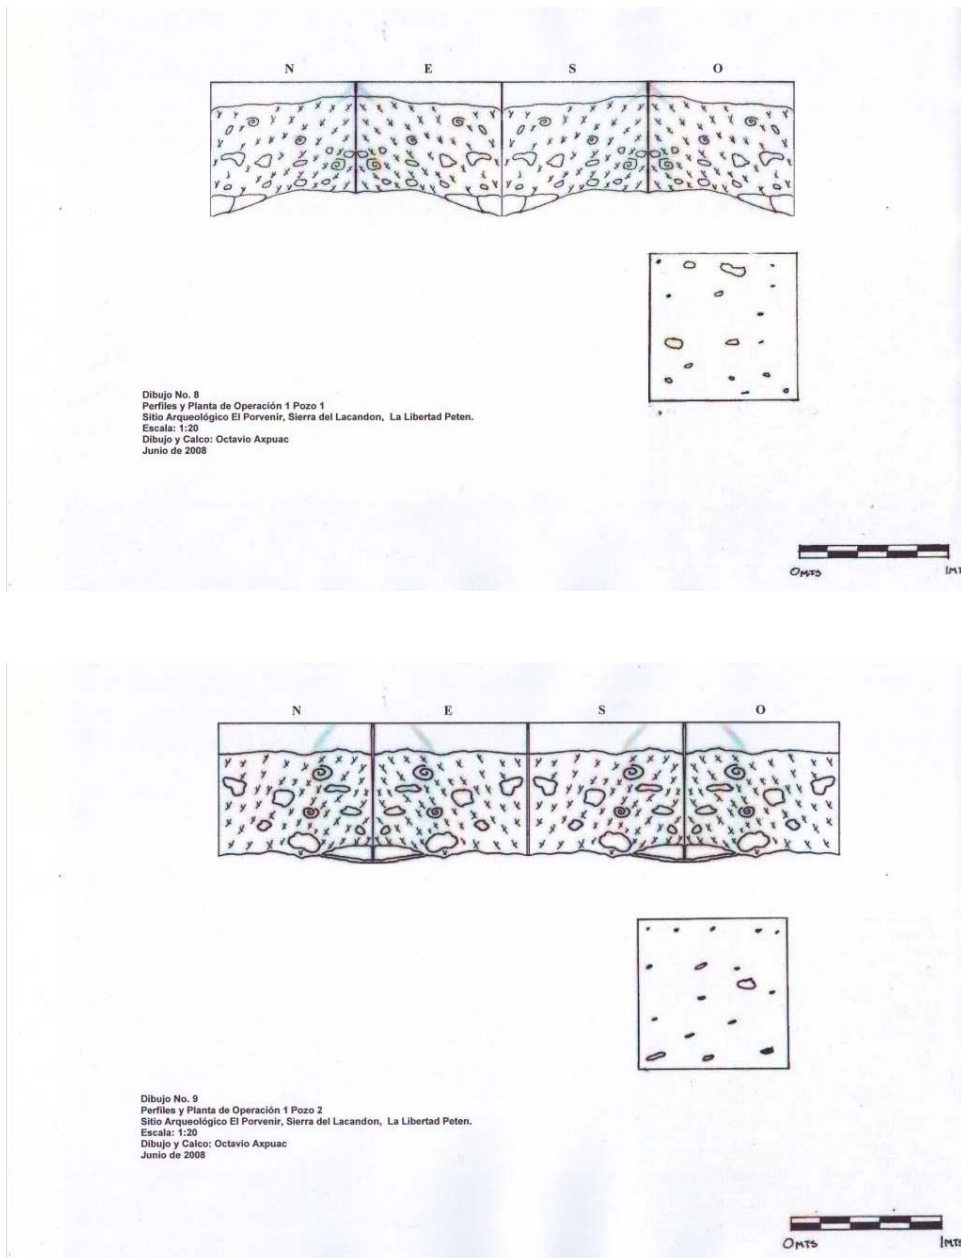 N E S O
Dibujo No. 8
Perfiles y Planta de Operación 1 Pozo 1
Sitio Arqueológico El Porvenir, Sierra del Lacandon, La Libertad Peten.
Escala: 1:20
Dibujo y Calco: Octavio Axpuac
Junio de 2008
0MTS 1MT
N E S O
Dibujo No. 9
Perfiles y Planta de Operación 1 Pozo 2
Sitio Arqueológico El Porvenir, Sierra del Lacandon, La Libertad Peten.
Escala: 1:20
Dibujo y Calco: Octavio Axpuac
Junio de 2008
0MTS 1MTS